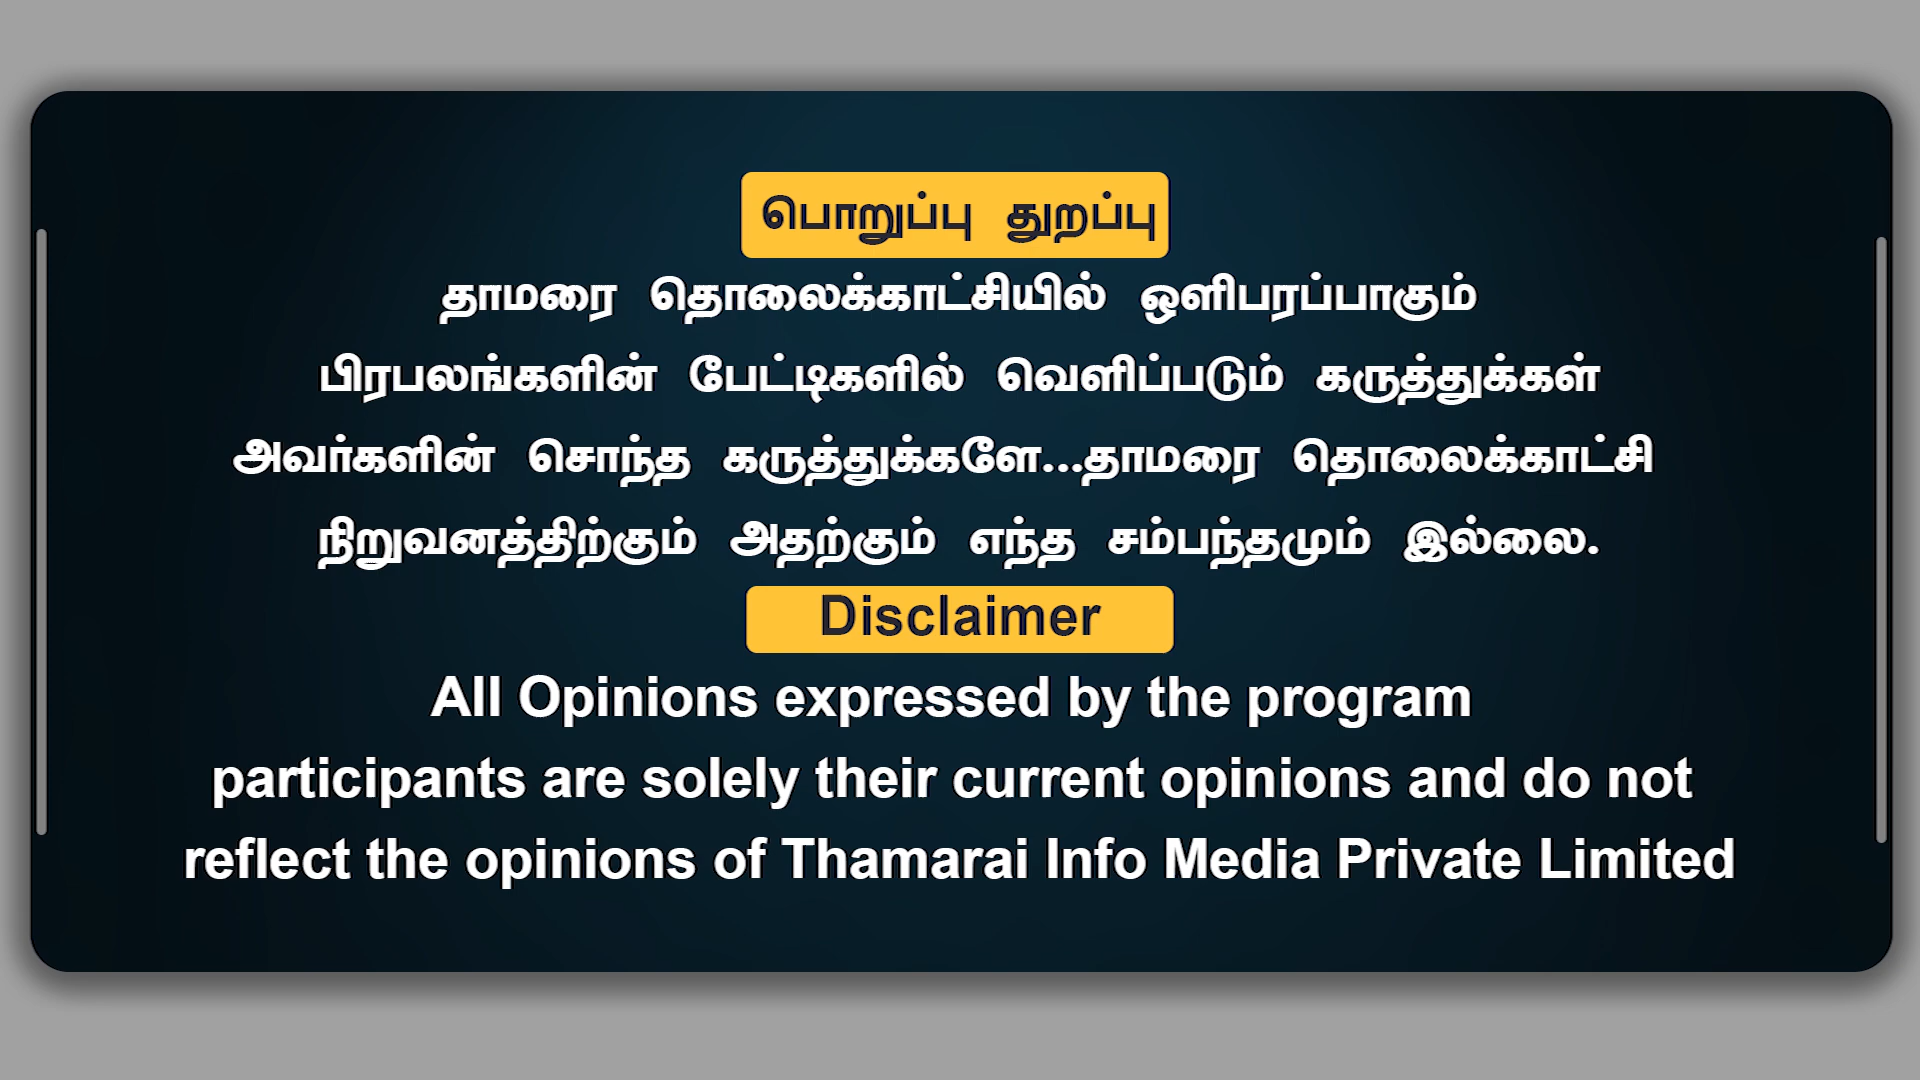 பொறுப்பு துறப்பு
தாமரை தொலைக்காட்சியில் ஒளிபரப்பாகும்
பிரபலங்களின் பேட்டிகளில் வெளிப்படும் கருத்துக்கள்
அவர்களின் சொந்த கருத்துக்களே...தாமரை தொலைக்காட்சி
நிறுவனத்திற்கும் அதற்கும் எந்த சம்பந்தமும் இல்லை.
Disclaimer
All Opinions expressed by the program
participants are solely their current opinions and do not
reflect the opinions of Thamarai Info Media Private Limited